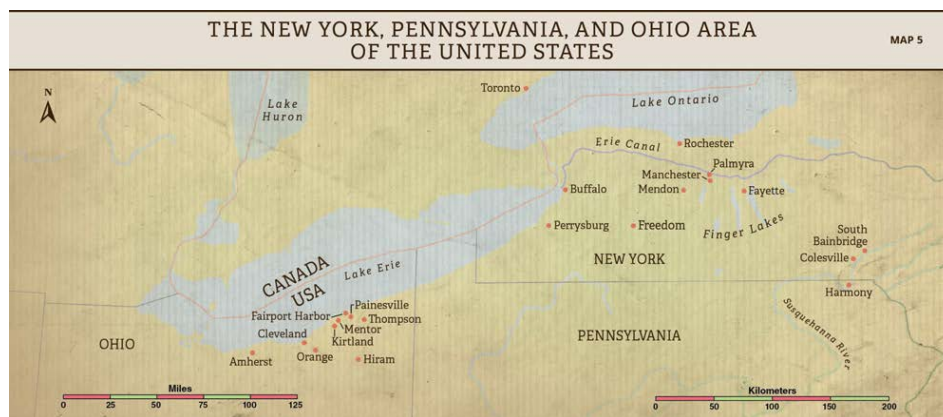 THE NEW YORK, PENNSYLVANIA, AND OHIO AREA
OF THE UNITED STATES
MAP 5
N
Lake
Huron
Toronto
Lake Ontario
Erie Canal
Rochester
Palmyra
Manchester
Mendon
Fayette
Buffalo
Perrysburg
Freedom
Finger Lakes
South
Bainbridge
Colesville
NEW YORK
Harmony
CANADA
USA
Lake Erie
Painesville
Fairport Harbor
Thompson
Mentor
Kirtland
Cleveland
Orange
Hiram
Amherst
OHIO
PENNSYLVANIA
Susquehanna River
Miles
0 25 50 75 100 125
Kilometers
0 50 100 150 200